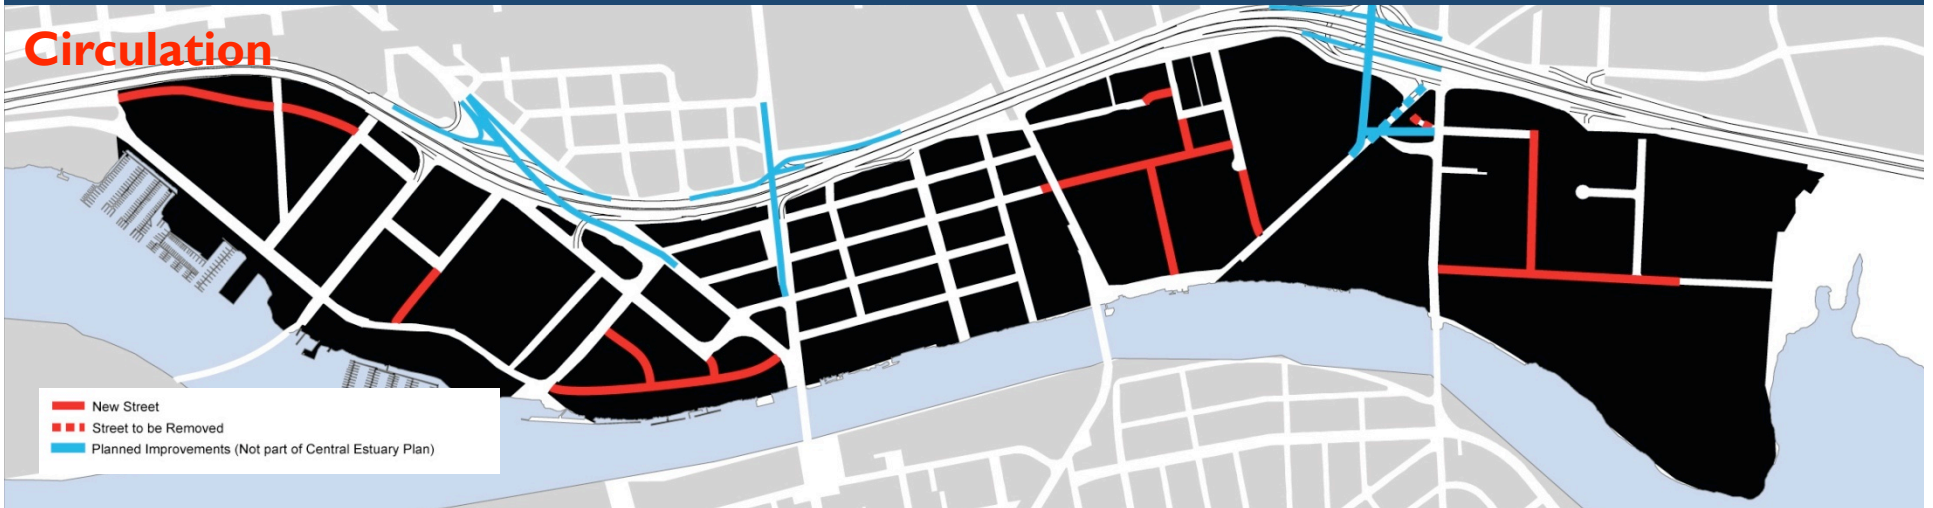 Circulation
New Street
Street to be Removed
Planned Improvements (Not part of Central Estuary Plan)